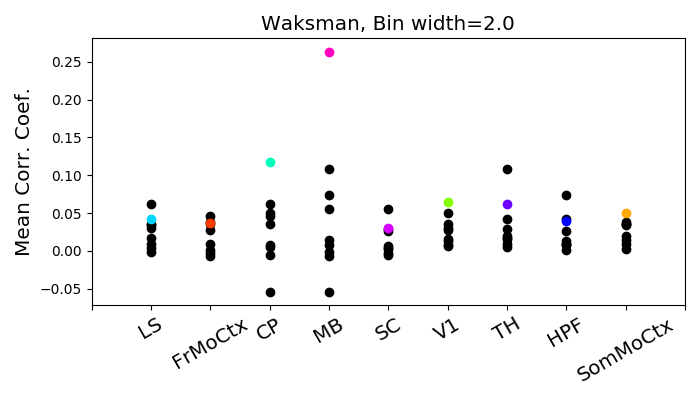 Waksman, Bin width=2.0
Mean Corr. Coef.
0.25
0.20
0.15
0.10
0.05
0.00
−0.05
LS
FrMoCtx
CP
MB
SC
V1
TH
HPF
SomMoCtx